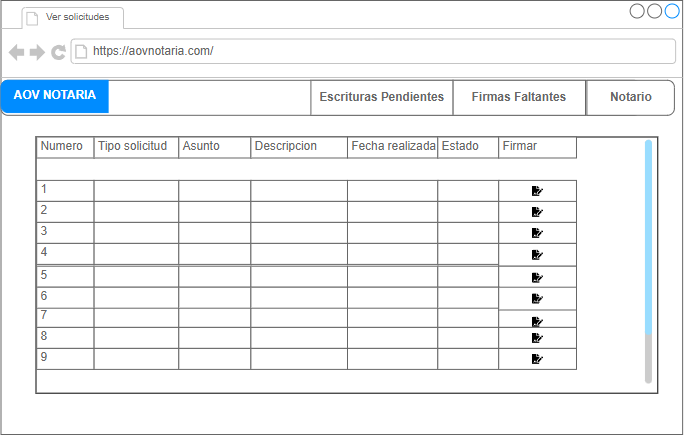 Ver solicitudes
https://aovnotaria.com/
AOV NOTARIA
Escrituras Pendientes
Firmas Faltantes
Notario
Numero Tipo solicitud Asunto Descripcion Fecha realizada Estado Firmar
1
2
3
4
5
6
7
8
9